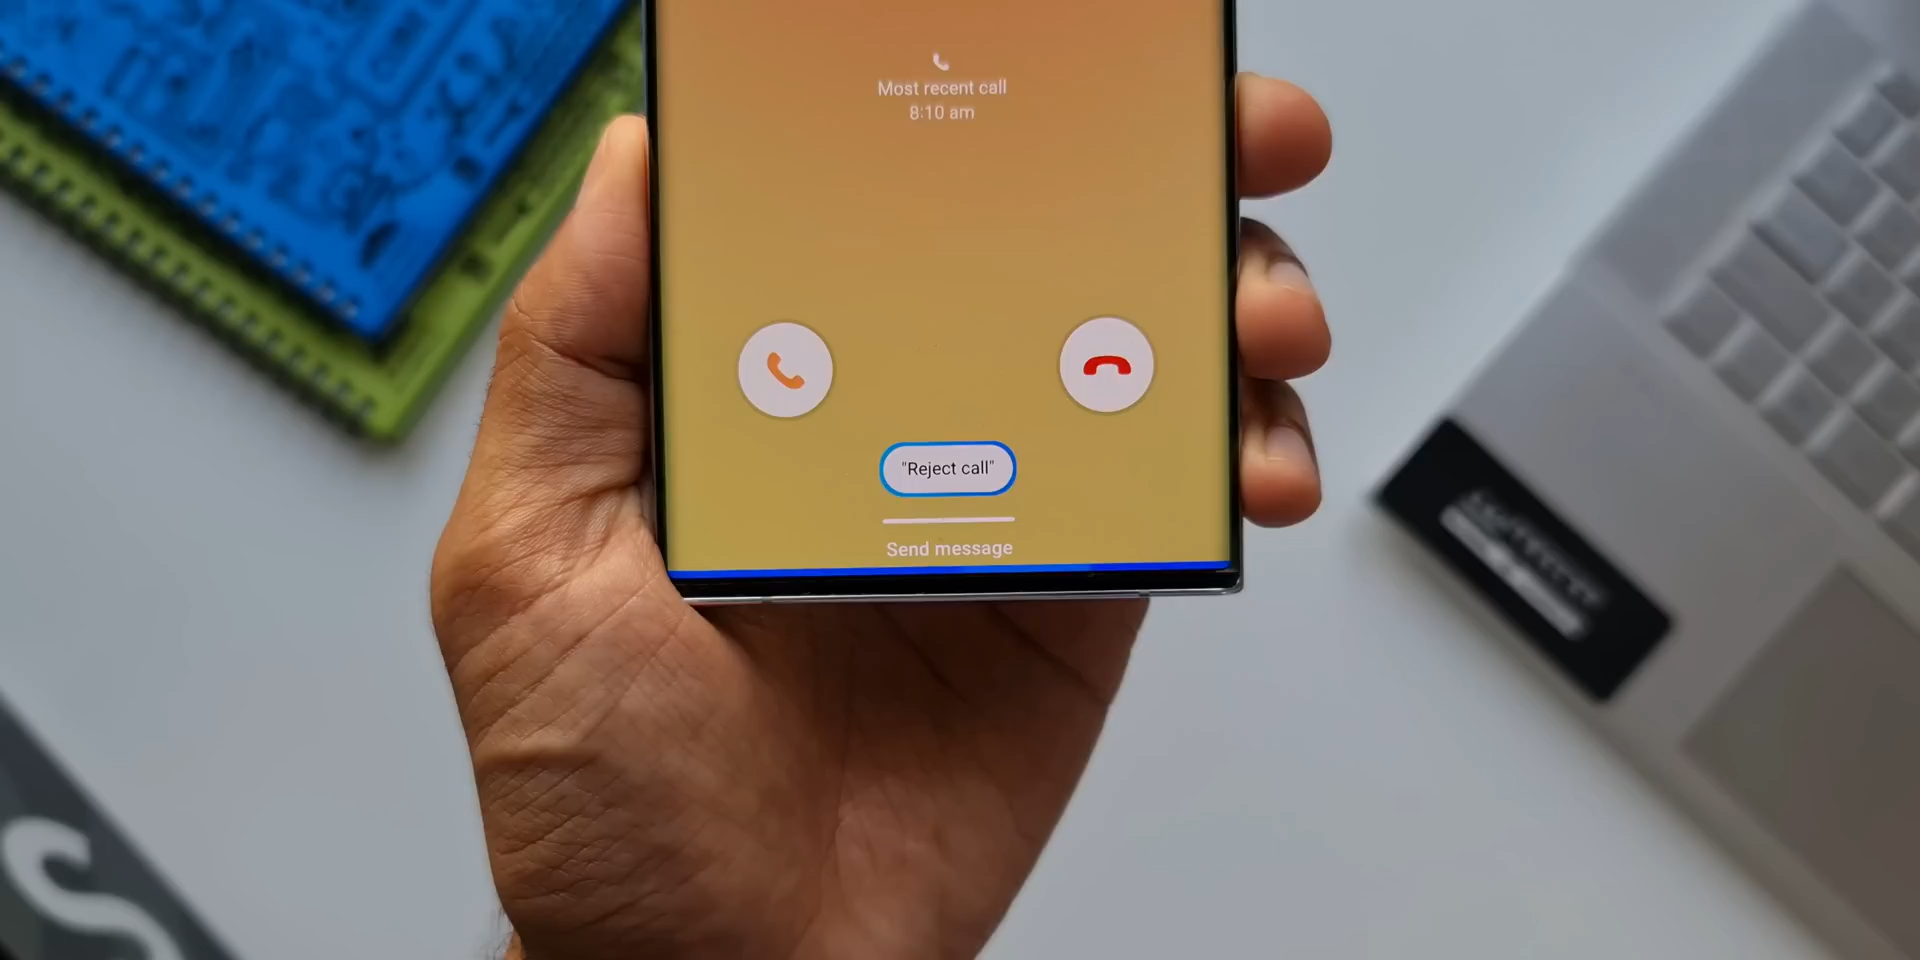 Most recent call
8:10 am
"Reject call"
Send message